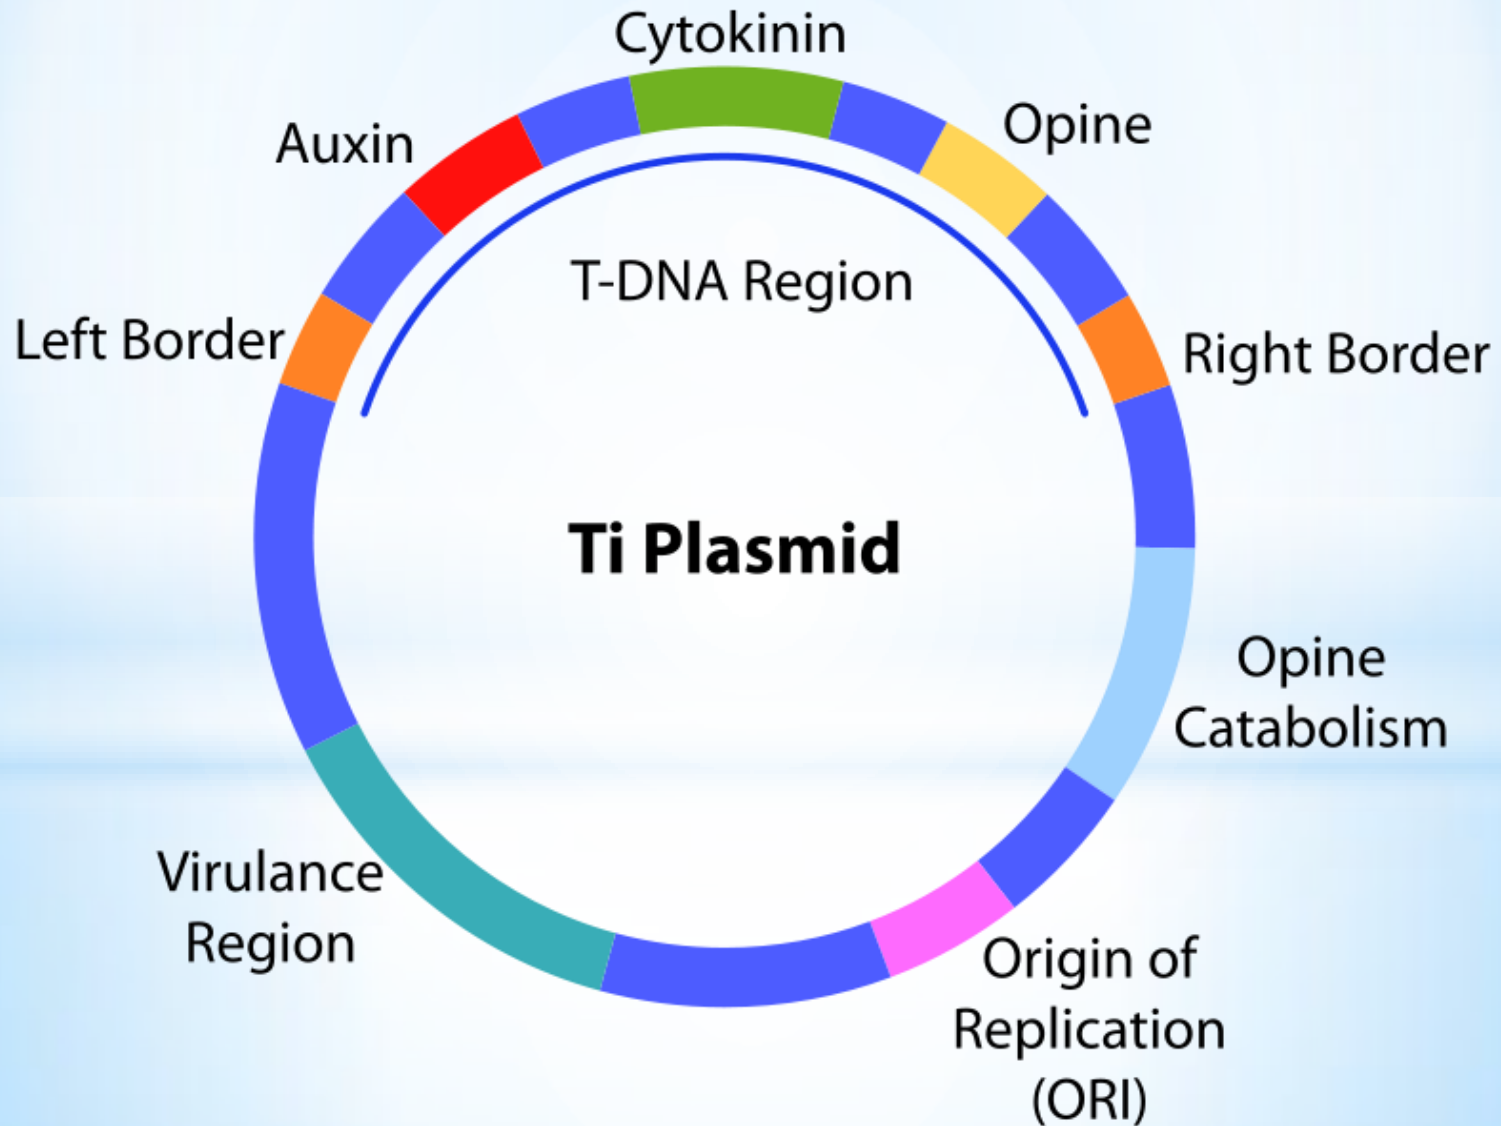 Cytokinin
Opine
Auxin
T-DNA Region
Left Border
Right Border
Ti Plasmid
Opine
Catabolism
Virulance
Region
Origin of
Replication
(ORI)